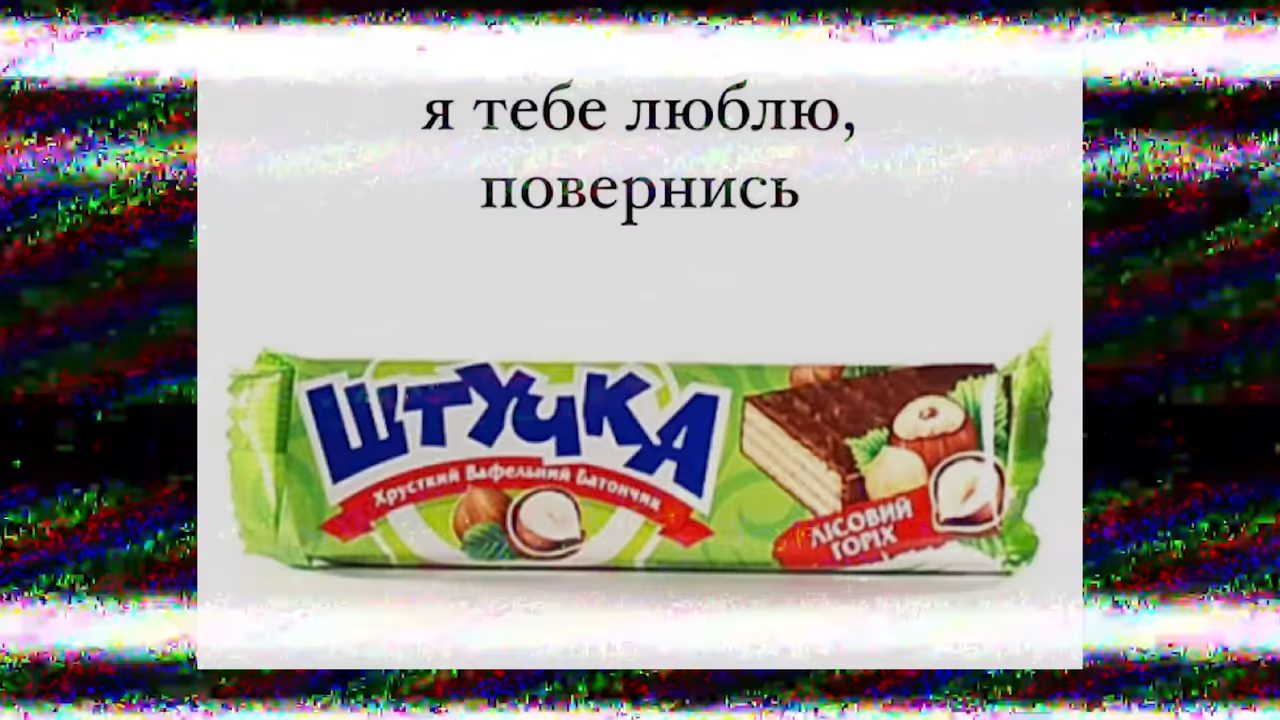 я тебе люблю,
повернись
ШТУЧКА
Хрусткий Вафельний Батончик
ЛІСОВИЙ
ГОРІХ